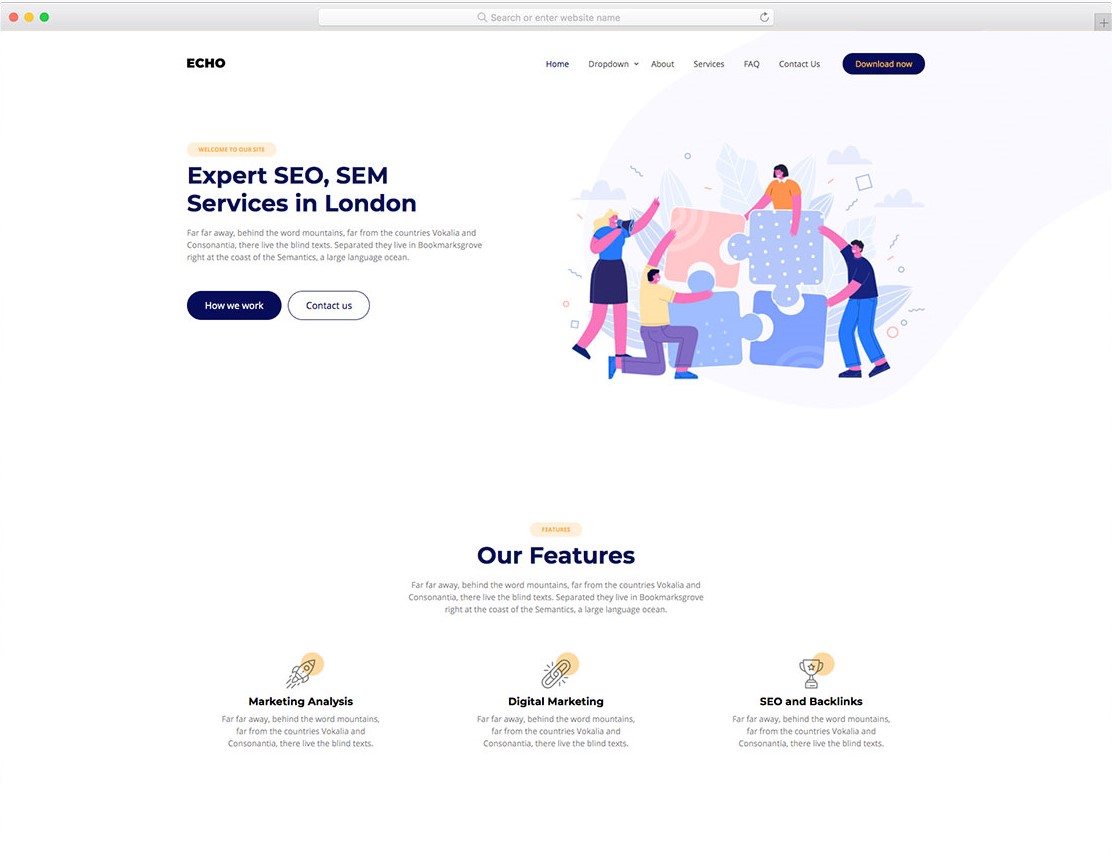 Search or enter website name
ECHO
Home Dropdown About Services FAQ Contact Us Download now
WELCOME TO OUR SITE
Expert SEO, SEM
Services in London
Far far away, behind the word mountains, far from the countries Vokalia and
Consonantia, there live the blind texts. Separated they live in Bookmarksgrove
right at the coast of the Semantics, a large language ocean.
How we work Contact us
FEATURES
Our Features
Far far away, behind the word mountains, far from the countries Vokalia and
Consonantia, there live the blind texts. Separated they live in Bookmarksgrove
right at the coast of the Semantics, a large language ocean.
Marketing Analysis
Far far away, behind the word mountains,
far from the countries Vokalia and
Consonantia, there live the blind texts.
Digital Marketing
Far far away, behind the word mountains,
far from the countries Vokalia and
Consonantia, there live the blind texts.
SEO and Backlinks
Far far away, behind the word mountains,
far from the countries Vokalia and
Consonantia, there live the blind texts.